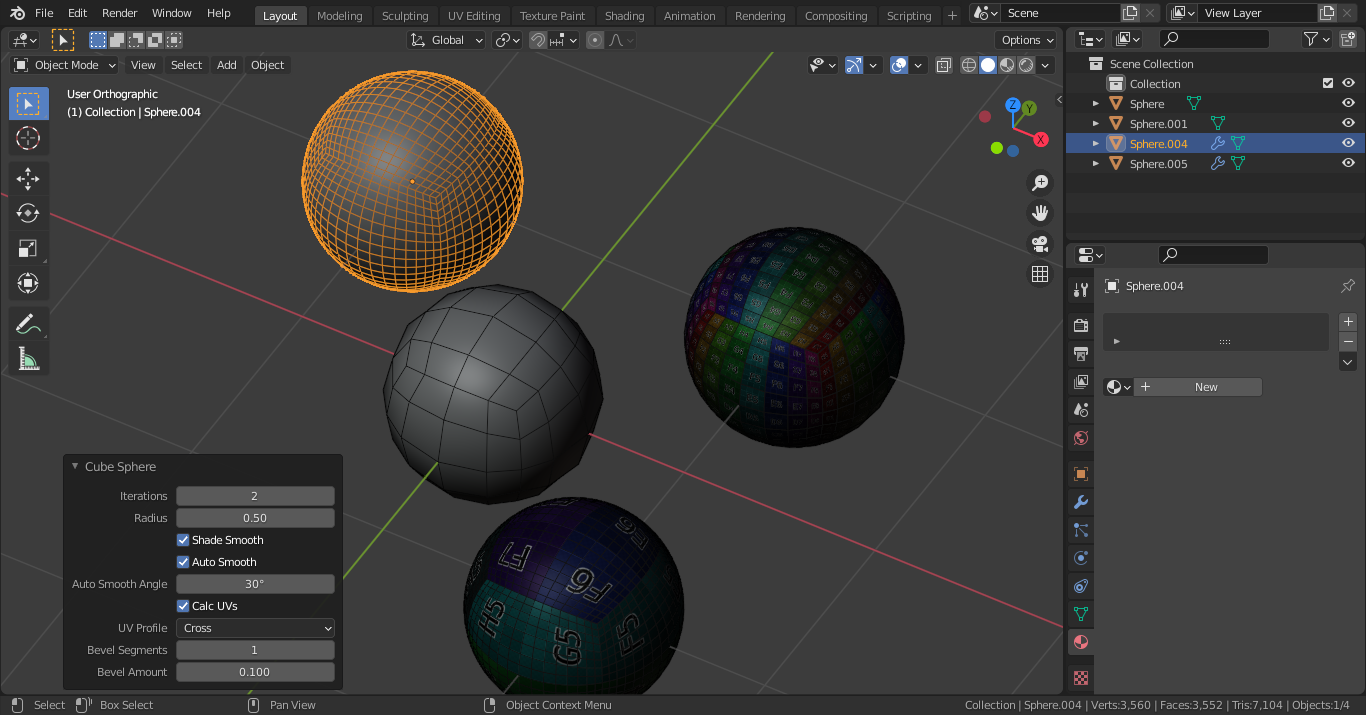 File Edit Render Window Help Layout Modeling Sculpting UV Editing Texture Paint Shading Animation Rendering Compositing Scripting + Scene View Layer
Global Options
Object Mode View Select Add Object
User Orthographic
(1) Collection | Sphere.004
Z Y X
Scene Collection
Collection
Sphere
Sphere.001
Sphere.004
Sphere.005
Sphere.004
New
Cube Sphere
Iterations 2
Radius 0.50
Shade Smooth
Auto Smooth
Auto Smooth Angle 30°
Calc UVs
UV Profile Cross
Bevel Segments 1
Bevel Amount 0.100
F7 F6 E6
H5 G5 F5
Select Box Select Pan View Object Context Menu Collection | Sphere.004 | Verts:3,560 | Faces:3,552 | Tris:7,104 | Objects:1/4